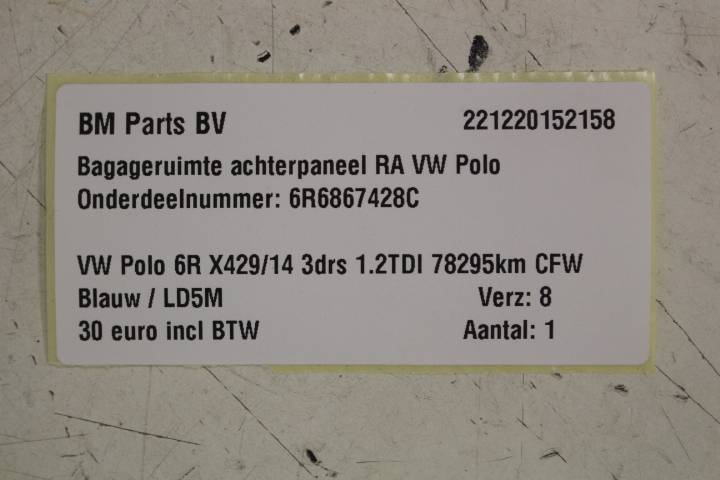 BM Parts BV 221220152158
Bagageruimte achterpaneel RA VW Polo
Onderdeelnummer: 6R6867428C
VW Polo 6R X429/14 3drs 1.2TDI 78295km CFW
Blauw / LD5M Verz: 8
30 euro incl BTW Aantal: 1